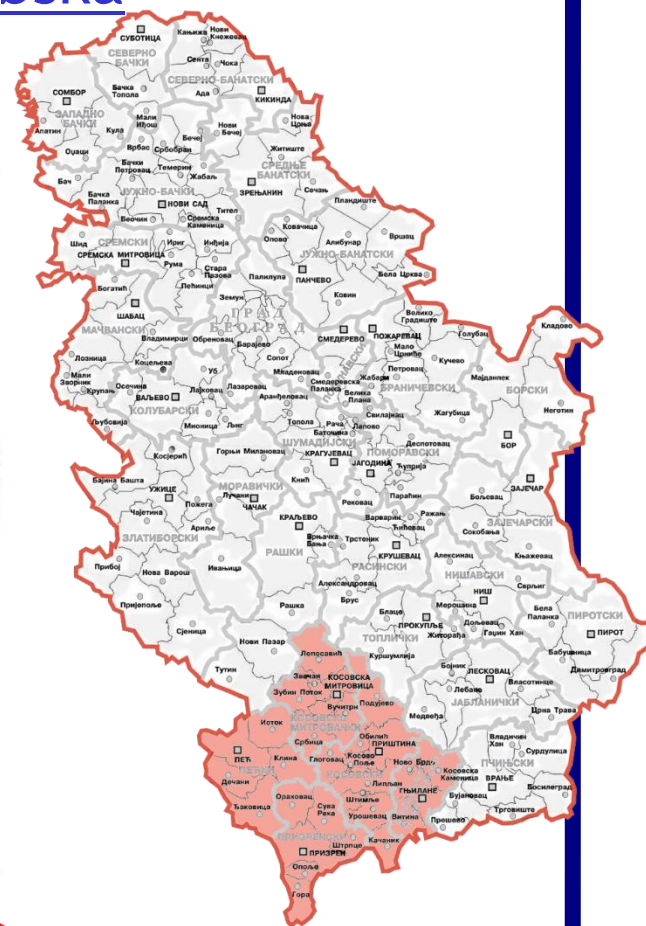 СУБОТИЦА
Кањижа
Нови
Кнежевац
СЕВЕРНО
БАЧКИ
Сента
Чока
Бачка
Топола
Ада
СЕВЕРНО-БАНАТСКИ
КИКИНДА
СОМБОР
ЗАПАДНО
БАЧКИ
Мали
Иђош
Апатин
Кула
Бечеј
Нови
Бечеј
Нова
Црња
Оџаци
Врбас
Србобран
Житиште
СРЕДЊЕ
БАНАТСКИ
Бач
Бачки
Петровац
Темерин
Жабаљ
ЗРЕЊАНИН
Сечањ
Бачка
Паланка
ЈУЖНО-БАЧКИ
НОВИ САД
Тител
Пландиште
Беочин
Сремска
Каменица
Ковачица
Шид
СРЕМСКИ
Ириг
Инђија
Опово
Алибунар
Вршац
СРЕМСКА МИТРОВИЦА
Рума
Стара
Пазова
ЈУЖНО-БАНАТСКИ
ПАНЧЕВО
Бела Црква
Богатић
Пећинци
Палилула
Земун
Ковин
ШАБАЦ
МАЧВАНСКИ
ГРАД
БЕОГРАД
Велико
Градиште
Кладово
Владимирци
Обреновац
Барајево
СМЕДЕРЕВО
ПОЖАРЕВАЦ
Голубац
Лозница
Коцељева
Сопот
Мало
Црниће
Кучево
Мали
Зворник
Уб
Младеновац
Петровац
Мајданпек
Крупањ
Осечина
Смедеревска
Паланка
Жабари
БРАНИЧЕВСКИ
БОРСКИ
ВАЉЕВО
Лајковац
Лазаревац
Аранђеловац
Велика
Плана
КОЛУБАРСКИ
Свилајнац
Жагубица
Неготин
Љубовија
Мионица
Љиг
Топола
Рача
Баточина
Лапово
ШУМАДИЈСКИ
Деспотовац
БОР
Косјерић
Горњи Милановац
КРАГУЈЕВАЦ
ПОМОРАВСКИ
Бајина Башта
УЖИЦЕ
МОРАВИЧКИ
Кнић
ЈАГОДИНА
Ћуприја
ЗАЈЕЧАР
Лучани
ЧАЧАК
Параћин
Бољевац
Пожега
Рековац
Чајетина
Ариље
КРАЉЕВО
Варварин
Ражањ
ЗАЈЕЧАРСКИ
ЗЛАТИБОРСКИ
Врњачка
Бања
Трстеник
Ћићевац
Сокобања
РАШКИ
КРУШЕВАЦ
Књажевац
Прибој
Нова Варош
Ивањица
РАСИНСКИ
Алексинац
НИШАВСКИ
Александровац
Сврљиг
Пријепоље
Рашка
Брус
Блаце
НИШ
Мерошина
Бела
Паланка
ПИРОТСКИ
Сјеница
ПРОКУПЉЕ
Дољевац
ПИРОТ
Нови Пазар
ТОПЛИЧКИ
Житорађа
Гаџин Хан
Бабушница
Лепосавић
Куршумлија
Тутин
Бојник
ЛЕСКОВАЦ
Димитровград
Звечан
КОСОВСКА
МИТРОВИЦА
Власотинце
Зубин Поток
Лебане
ЈАБЛАНИЧКИ
Вучитрн
Подујево
Медвеђа
Црна Трава
Исток
КОСОВСКО
МИТРОВАЧКИ
Обилић
Владичин
Хан
Србица
ПРИШТИНА
Сурдулица
ПЕЋ
Клина
Глоговац
Косово
Поље
Ново Брдо
Косовска
Каменица
ПЧИЊСКИ
ПЕЋКИ
КОСОВСКИ
ВРАЊЕ
Дечани
Липљан
ГЊИЛАНЕ
Босилеград
Ораховац
Штимље
Бујановац
Ђаковица
Сува
Река
Урошевац
Витина
Прешево
Трговиште
ПРИЗРЕНСКИ
Качаник
ПРИЗРЕН
Штрпце
Опоље
Гора